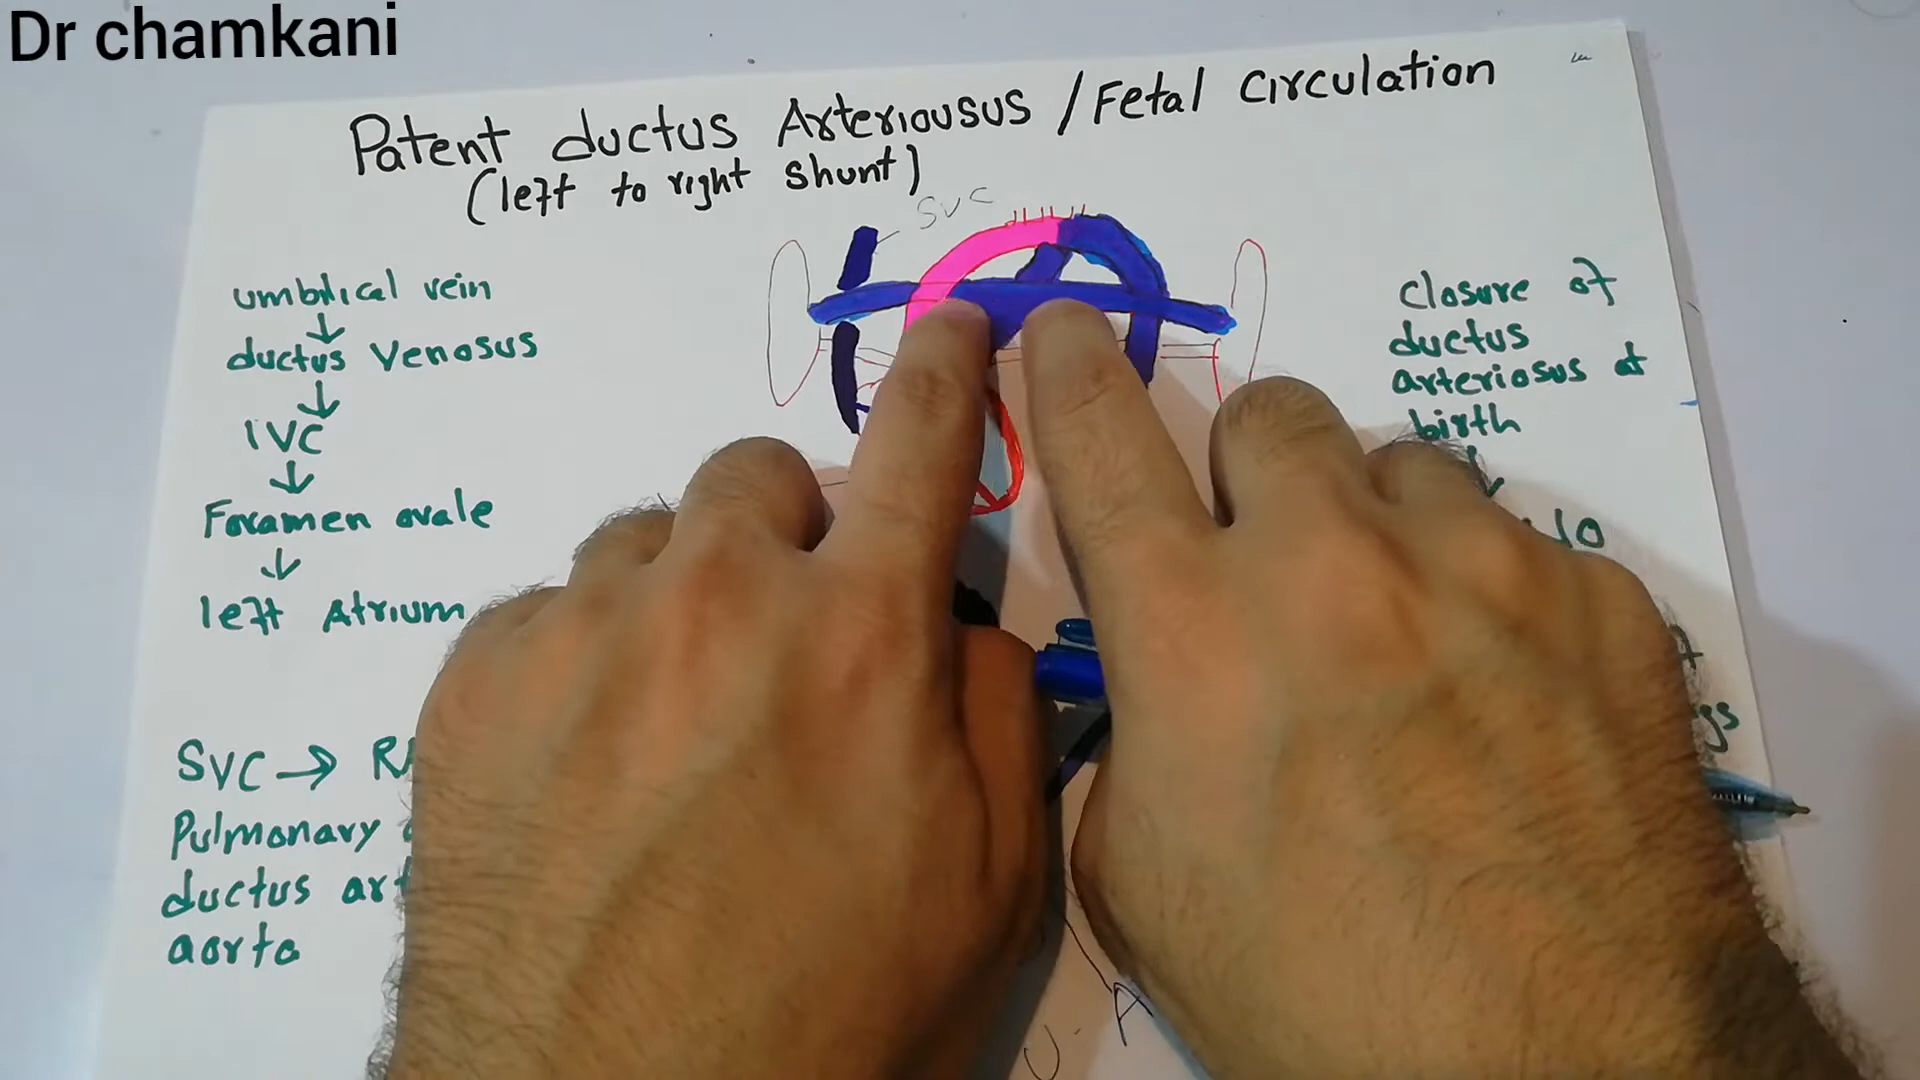 Dr chamkani
Patent ductus Arteriousus / Fetal circulation
(left to right shunt)
SVC
umbilical vein
↓
ductus Venosus
↓
IVC
↓
Foramen ovale
↓
left Atrium
SVC →
Pulmonary
ductus
aorta
closure of
ductus
arteriosus at
birth
↓
U.A